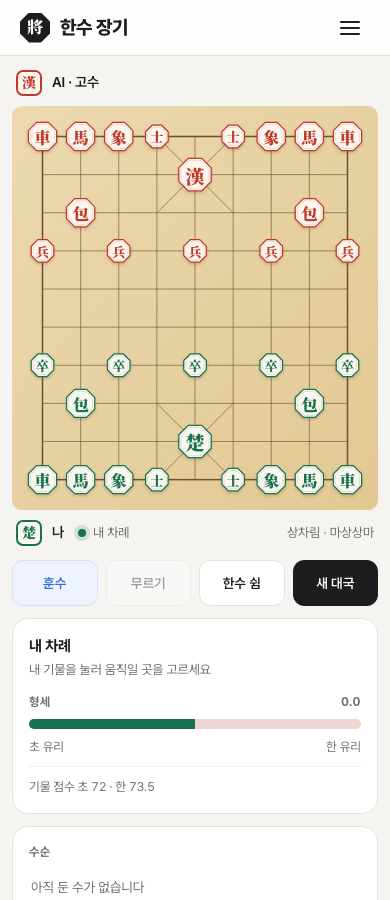 將 한수 장기
漢 AI · 고수
車 馬 象 士 士 象 馬 車
漢
包 包
兵 兵 兵 兵 兵
卒 卒 卒 卒 卒
包 包
楚
車 馬 象 士 士 象 馬 車
楚 나 내 차례 상차림 · 마상상마
훈수 무르기 한수 쉼 새 대국
내 차례
내 기물을 눌러 움직일 곳을 고르세요
형세 0.0
초 유리 한 유리
기물 점수 초 72 · 한 73.5
수순
아직 둔 수가 없습니다